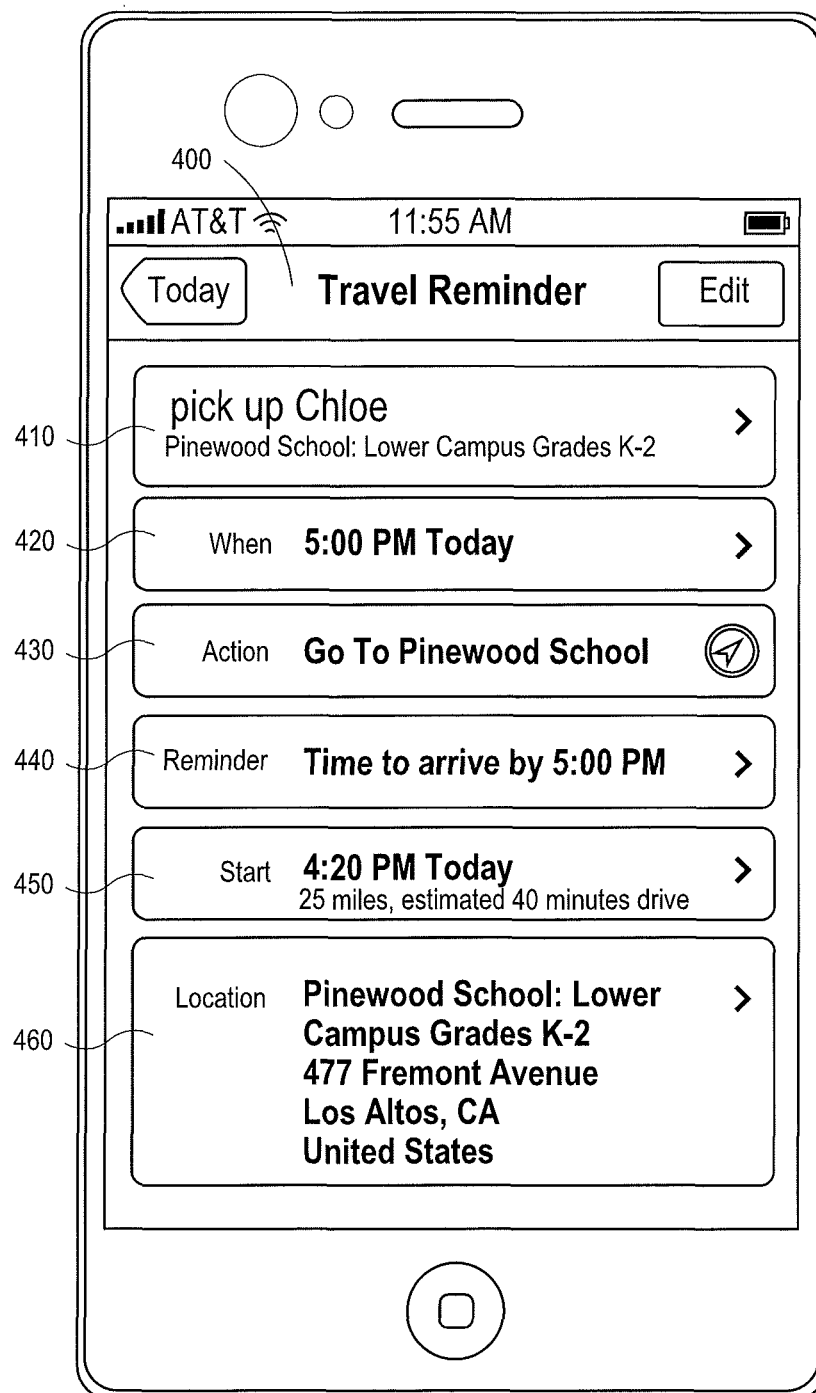 400
AT&T 11:55 AM
Today Travel Reminder Edit
410
pick up Chloe
Pinewood School: Lower Campus Grades K-2
420
When 5:00 PM Today
430
Action Go To Pinewood School
440
Reminder Time to arrive by 5:00 PM
450
Start 4:20 PM Today
25 miles, estimated 40 minutes drive
460
Location Pinewood School: Lower
Campus Grades K-2
477 Fremont Avenue
Los Altos, CA
United States